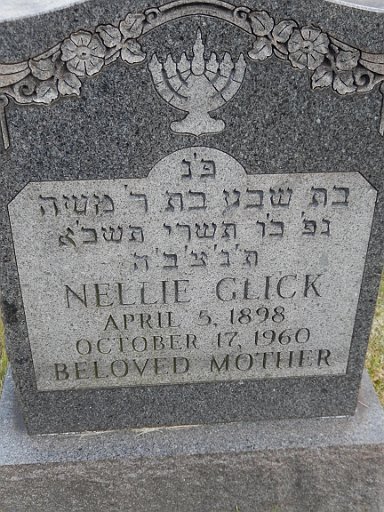 פ'נ
בת שבע בת ר' משה
נפ' כ'ו תשרי תשכ'א
ת'נ'צ'ב'ה
NELLIE GLICK
APRIL 5, 1898
OCTOBER 17, 1960
BELOVED MOTHER